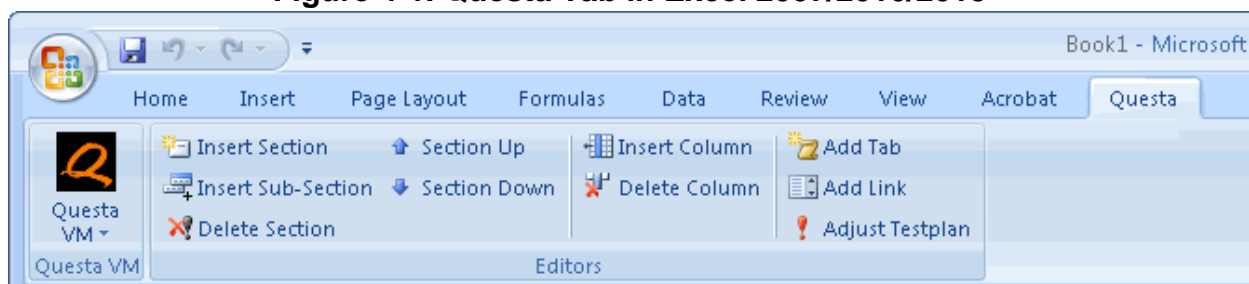 Book1 - Microsoft
Home Insert Page Layout Formulas Data Review View Acrobat Questa
Insert Section Section Up Insert Column Add Tab
Insert Sub-Section Section Down Delete Column Add Link
Questa
VM
Delete Section Adjust Testplan
Questa VM Editors